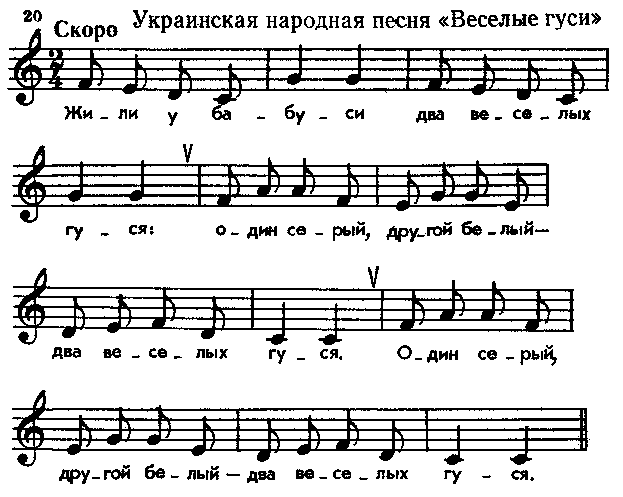 20 Скоро Украинская народная песня «Веселые гуси»
2/4
Жи – ли у ба – бу – си два ве – се – лых
V
гу – ся: о – дин се – рый, дру – гой бе – лый —
V
два ве – се – лых гу – ся. О – дин се – рый,
дру – гой бе – лый — два ве – се – лых гу – ся.